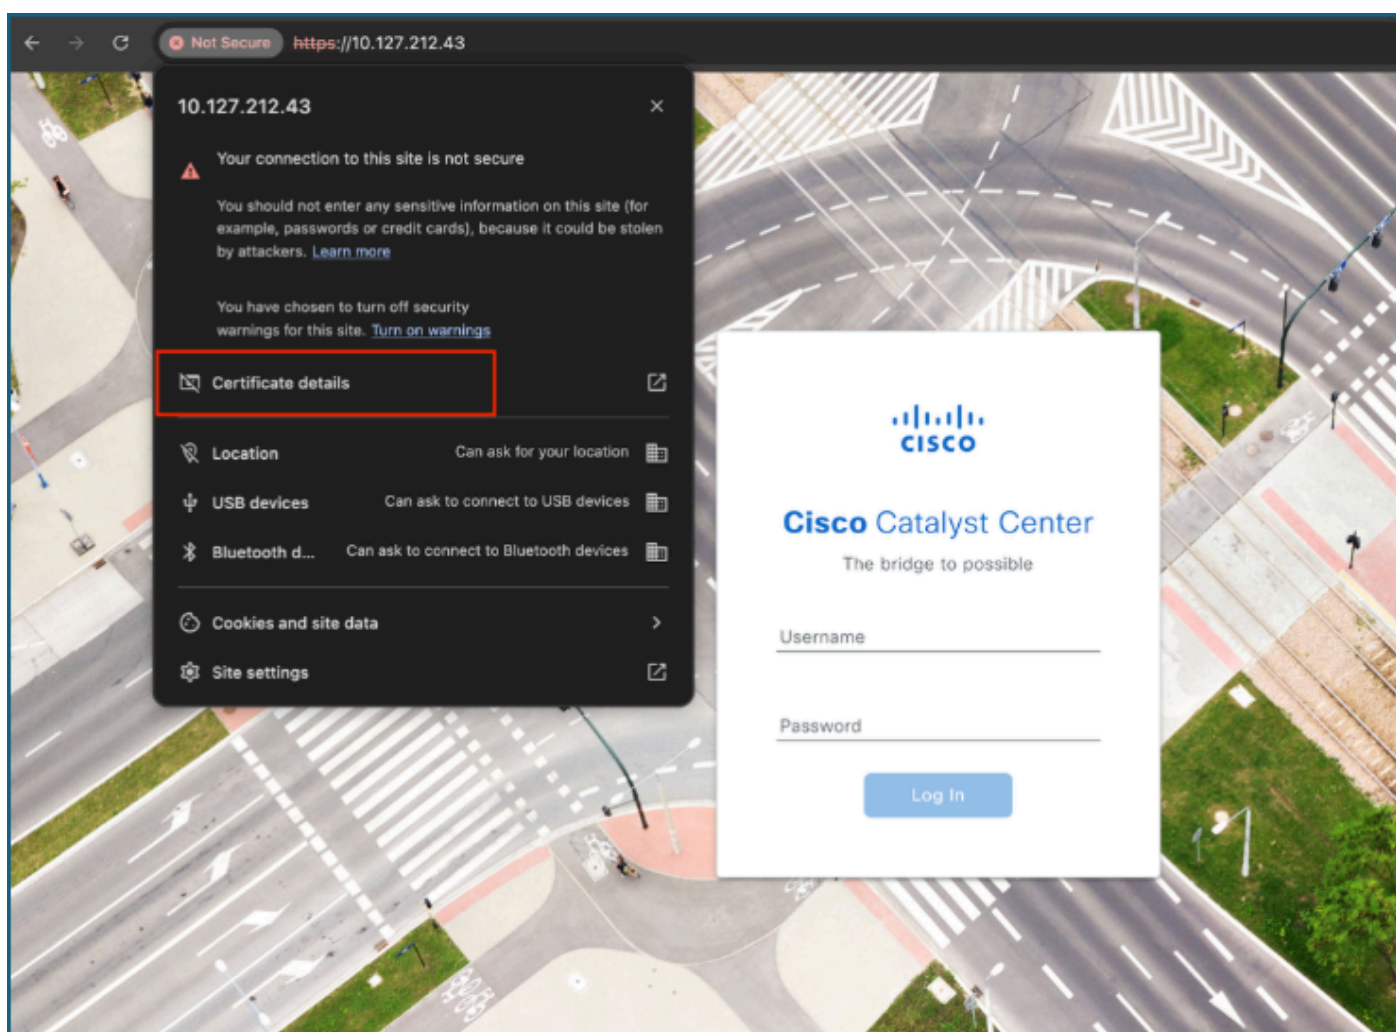 Not Secure https://10.127.212.43
10.127.212.43
Your connection to this site is not secure
You should not enter any sensitive information on this site (for
example, passwords or credit cards), because it could be stolen
by attackers. Learn more
You have chosen to turn off security
warnings for this site. Turn on warnings
Certificate details
Location Can ask for your location
USB devices Can ask to connect to USB devices
Bluetooth d... Can ask to connect to Bluetooth devices
Cookies and site data
Site settings
CISCO
Cisco Catalyst Center
The bridge to possible
Username
Password
Log In